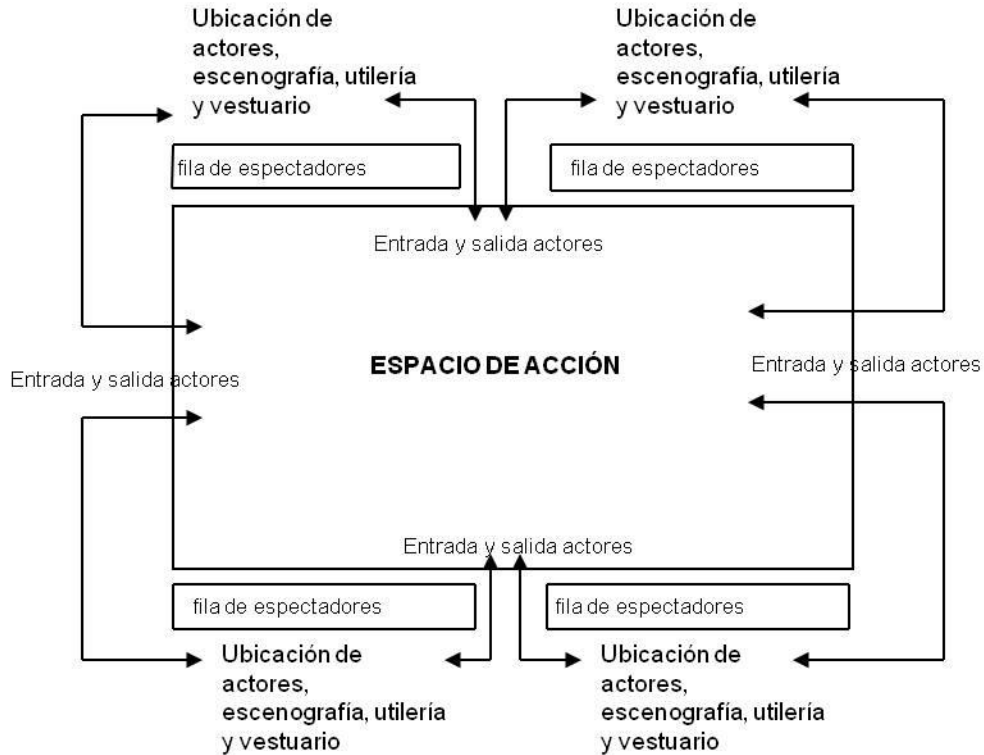 Ubicación de
actores,
escenografía, utilería
y vestuario
Ubicación de
actores,
escenografía, utilería
y vestuario
fila de espectadores
fila de espectadores
Entrada y salida actores
ESPACIO DE ACCIÓN
Entrada y salida actores
Entrada y salida actores
Entrada y salida actores
fila de espectadores
fila de espectadores
Ubicación de
actores,
escenografía, utilería
y vestuario
Ubicación de
actores,
escenografía, utilería
y vestuario